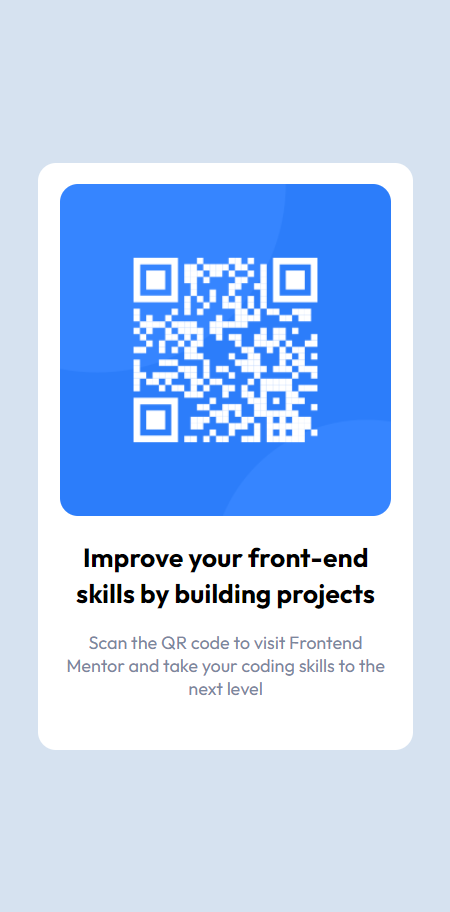 Improve your front-end
skills by building projects
Scan the QR code to visit Frontend
Mentor and take your coding skills to the
next level